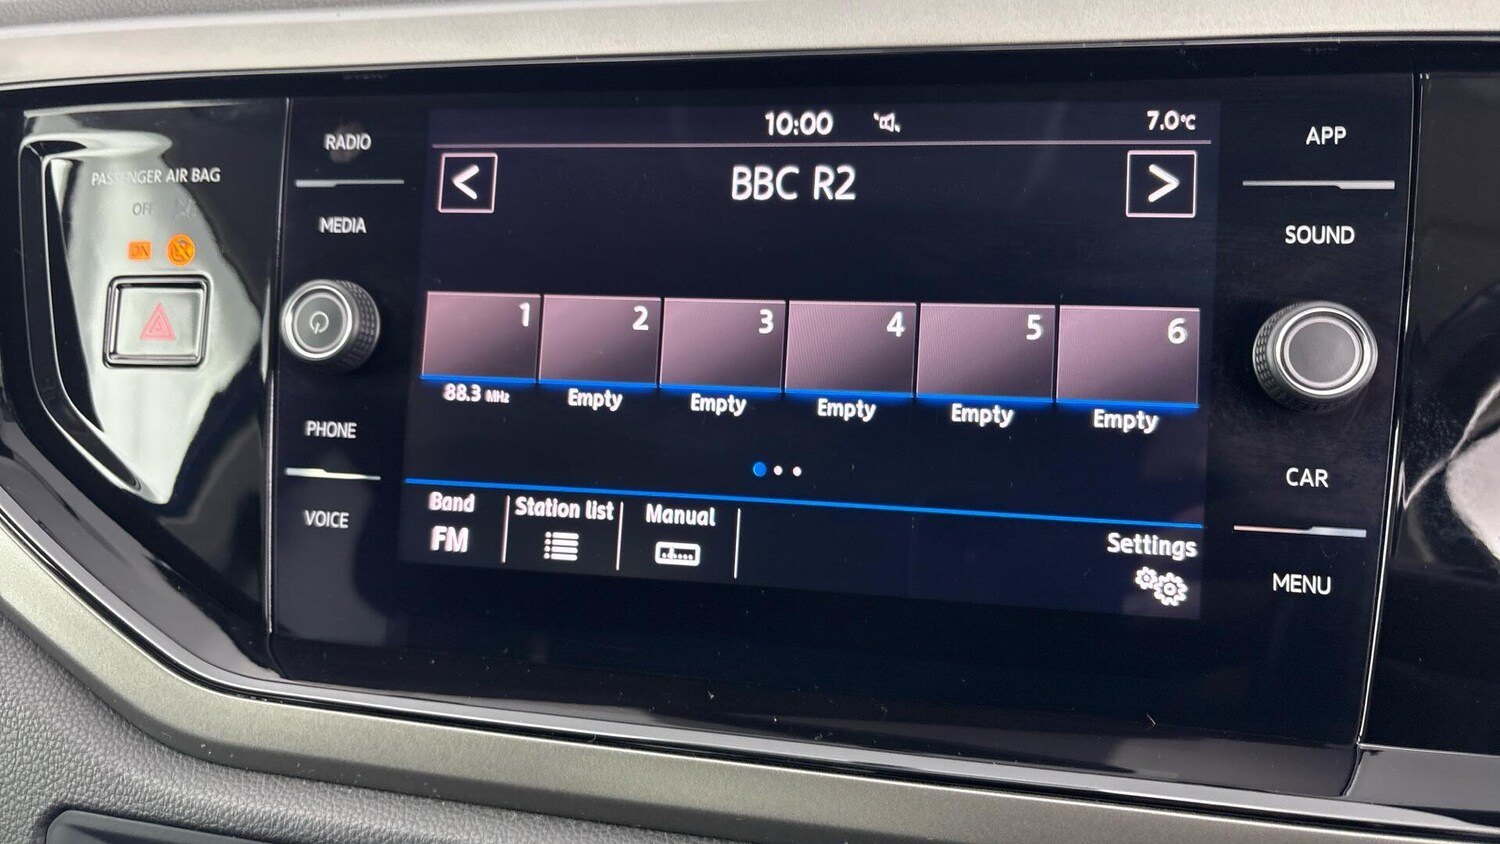 PASSENGER AIR BAG
OFF
ON
RADIO
MEDIA
PHONE
VOICE
10:00
7.0°C
BBC R2
1
2
3
4
5
6
88.3 MHz
Empty
Empty
Empty
Empty
Empty
Band
FM
Station list
Manual
Settings
APP
SOUND
CAR
MENU